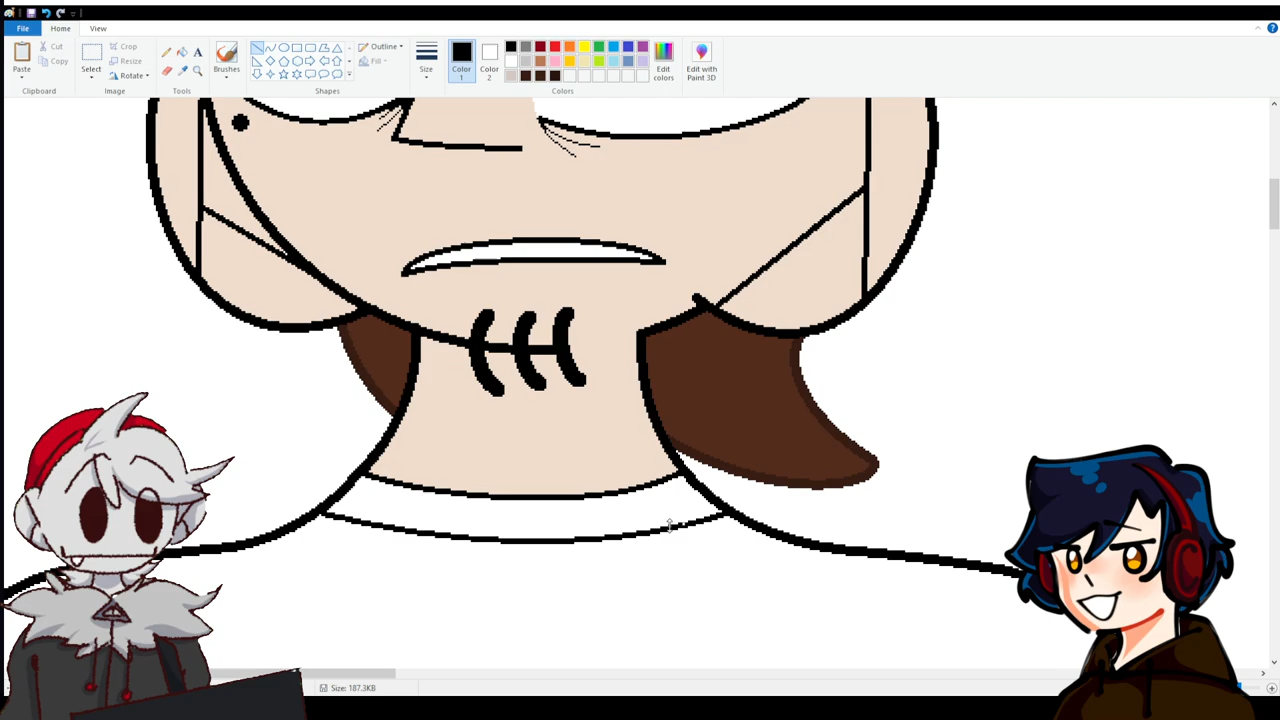 File Home View
Paste
Cut
Copy
Select
Crop
Resize
Rotate
Brushes
Outline
Fill
Size
Color
1
Color
2
Edit
colors
Edit with
Paint 3D
Clipboard Image Tools Shapes Colors
Size: 187.3KB